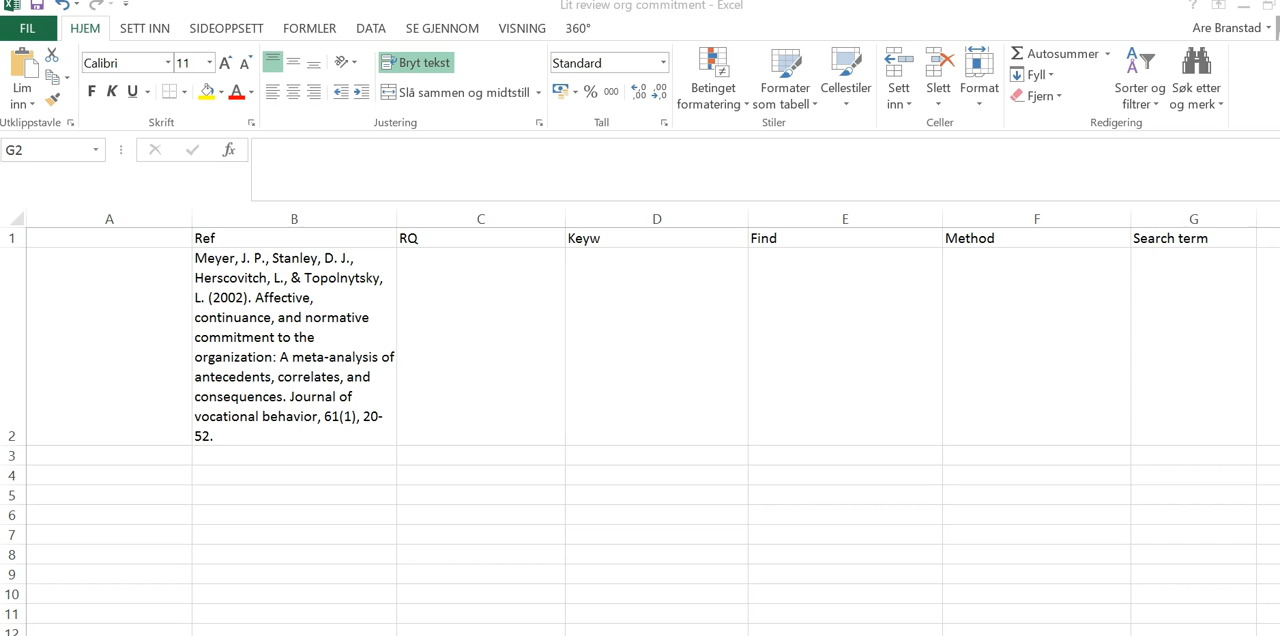 Lit review org commitment - Excel
?
FIL HJEM SETT INN SIDEOPPSETT FORMLER DATA SE GJENNOM VISNING 360°
Are Branstad
Lim inn
Calibri 11 A A
F K U A
Bryt tekst
Slå sammen og midtstill
Standard
% 000 ,00 ,00
Betinget formatering
Formater som tabell
Cellestiler
Sett inn
Slett
Format
Σ Autosummer
Fyll
Fjern
Sorter og filtrer
Søk etter og merk
Utklippstavle Skrift Justering Tall Stiler Celler Redigering
G2 fx
A B C D E F G
1 Ref RQ Keyw Find Method Search term
Meyer, J. P., Stanley, D. J.,
Herscovitch, L., & Topolnytsky,
L. (2002). Affective,
continuance, and normative
commitment to the
organization: A meta-analysis of
antecedents, correlates, and
consequences. Journal of
vocational behavior, 61(1), 20-
2 52.
3
4
5
6
7
8
9
10
11
12